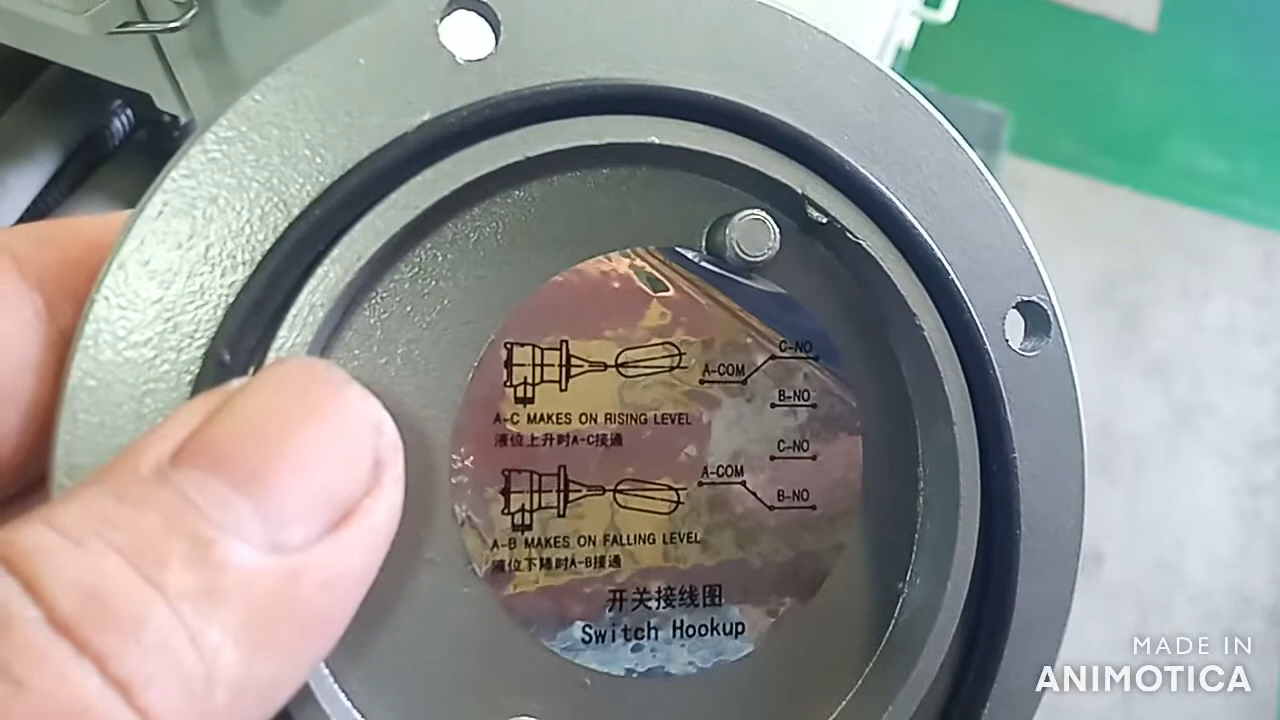 C-NO
A-COM
B-NO
A-C MAKES ON RISING LEVEL
液位上升时A-C接通
C-NO
A-COM
B-NO
A-B MAKES ON FALLING LEVEL
液位下降时A-B接通
开关接线图
Switch Hookup
MADE IN
ANIMOTICA